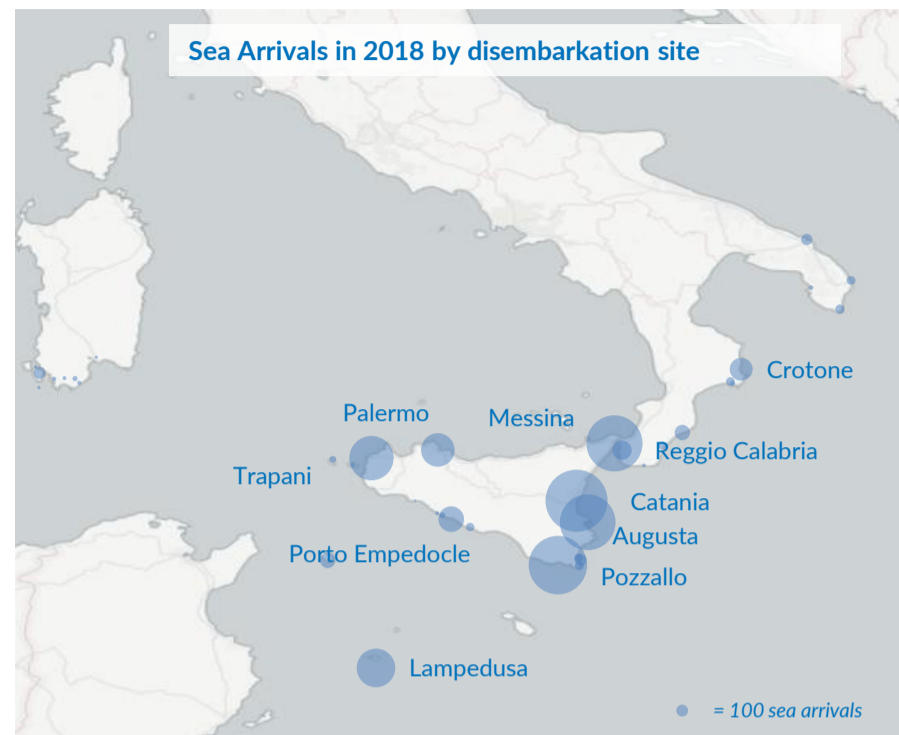 Sea Arrivals in 2018 by disembarkation site
Crotone
Palermo
Messina
Reggio Calabria
Trapani
Catania
Augusta
Porto Empedocle
Pozzallo
Lampedusa
= 100 sea arrivals